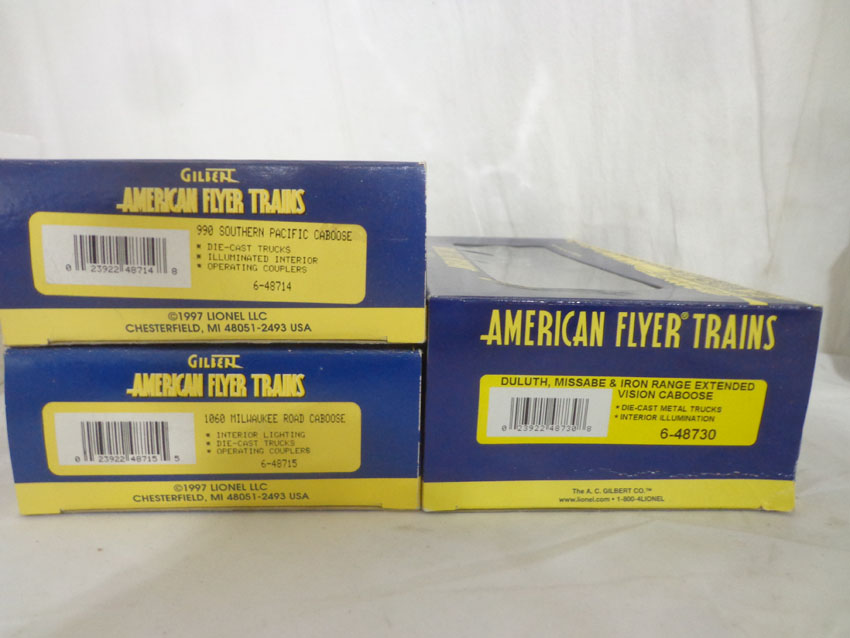 GILBERT
AMERICAN FLYER TRAINS
990 SOUTHERN PACIFIC CABOOSE
▪ DIE-CAST TRUCKS
▪ ILLUMINATED INTERIOR
▪ OPERATING COUPLERS
0 23922 48714 8
6-48714
©1997 LIONEL LLC
CHESTERFIELD, MI 48051-2493 USA
GILBERT
AMERICAN FLYER TRAINS
1060 MILWAUKEE ROAD CABOOSE
▪ INTERIOR LIGHTING
▪ DIE-CAST TRUCKS
▪ OPERATING COUPLERS
0 23922 48715 5
6-48715
©1997 LIONEL LLC
CHESTERFIELD, MI 48051-2493 USA
AMERICAN FLYER® TRAINS
DULUTH, MISSABE & IRON RANGE EXTENDED
VISION CABOOSE
• DIE-CAST METAL TRUCKS
• INTERIOR ILLUMINATION
0 23922 48730 8
6-48730
The A. C. GILBERT CO.™
www.lionel.com • 1-800-4LIONEL